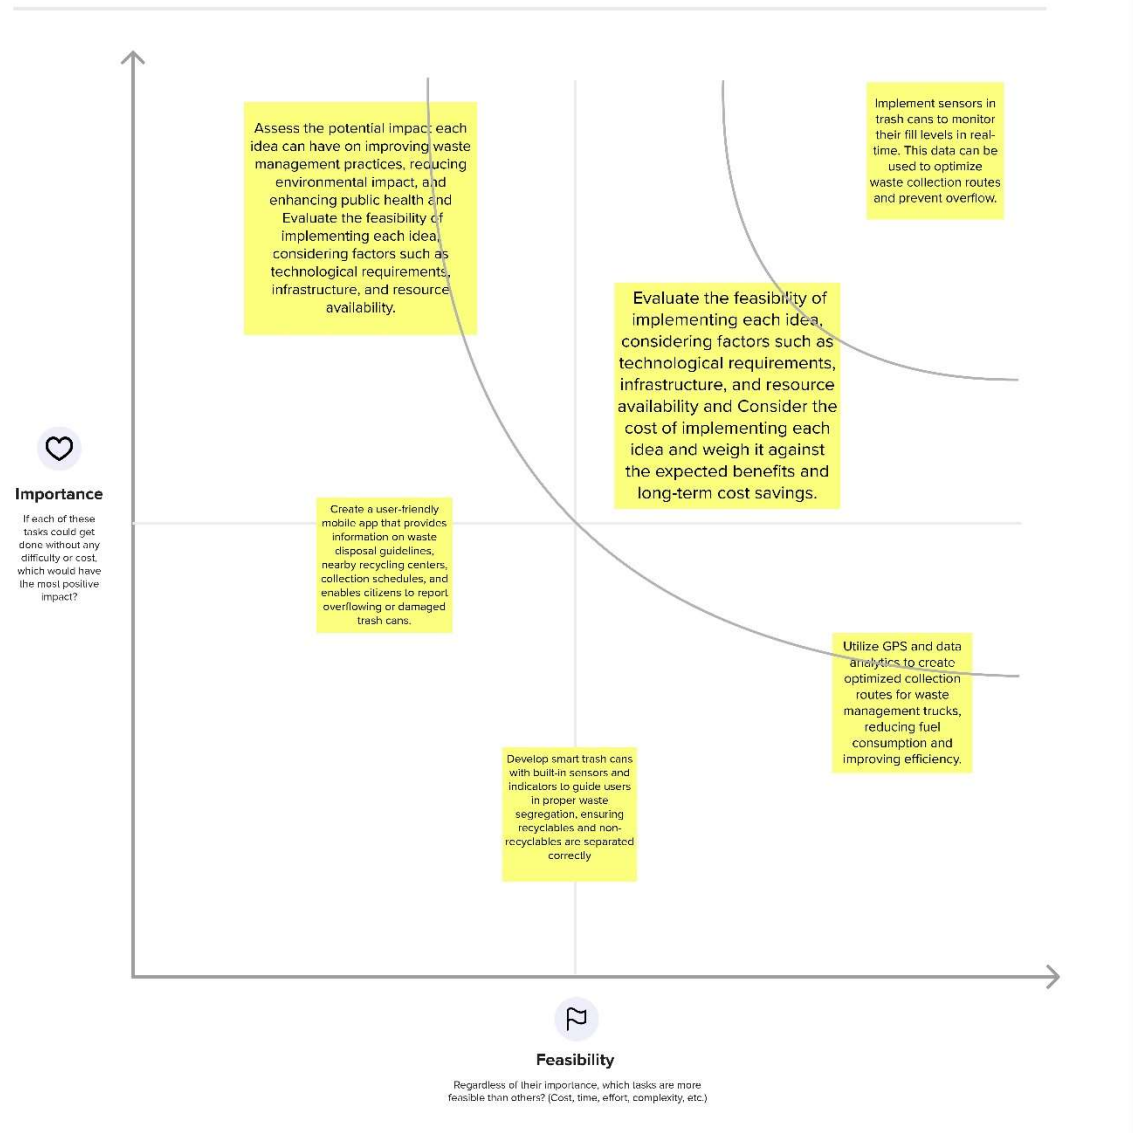 Assess the potential impact each
idea can have on improving waste
management practices, reducing
environmental impact, and
enhancing public health and
Evaluate the feasibility of
implementing each idea,
considering factors such as
technological requirements,
infrastructure, and resource
availability.
Implement sensors in
trash cans to monitor
their fill levels in real-
time. This data can be
used to optimize
waste collection routes
and prevent overflow.
Evaluate the feasibility of
implementing each idea,
considering factors such as
technological requirements,
infrastructure, and resource
availability and Consider the
cost of implementing each
idea and weigh it against
the expected benefits and
long-term cost savings.
Importance
If each of these
tasks could get
done without any
difficulty or cost,
which would have
the most positive
impact?
Create a user-friendly
mobile app that provides
information on waste
disposal guidelines,
nearby recycling centers,
collection schedules, and
enables citizens to report
overflowing or damaged
trash cans.
Utilize GPS and data
analytics to create
optimized collection
routes for waste
management trucks,
reducing fuel
consumption and
improving efficiency.
Develop smart trash cans
with built-in sensors and
indicators to guide users
in proper waste
segregation, ensuring
recyclables and non-
recyclables are separated
correctly
Feasibility
Regardless of their importance, which tasks are more
feasible than others? (Cost, time, effort, complexity, etc.)